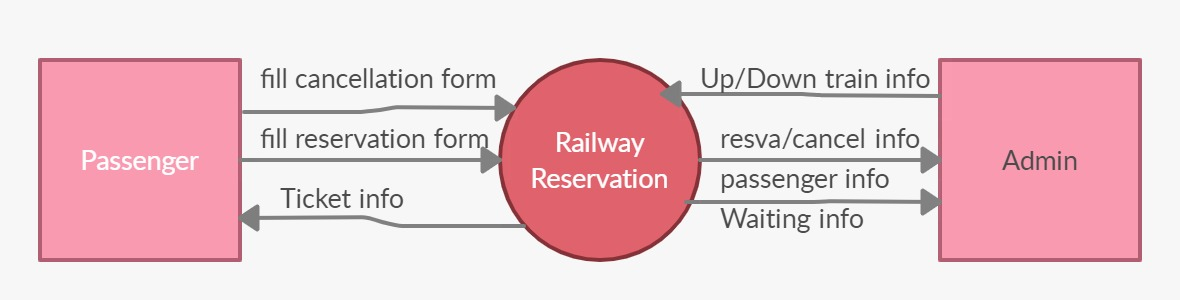 fill cancellation form
fill reservation form
Ticket info
Passenger
Railway
Reservation
Up/Down train info
resva/cancel info
passenger info
Waiting info
Admin